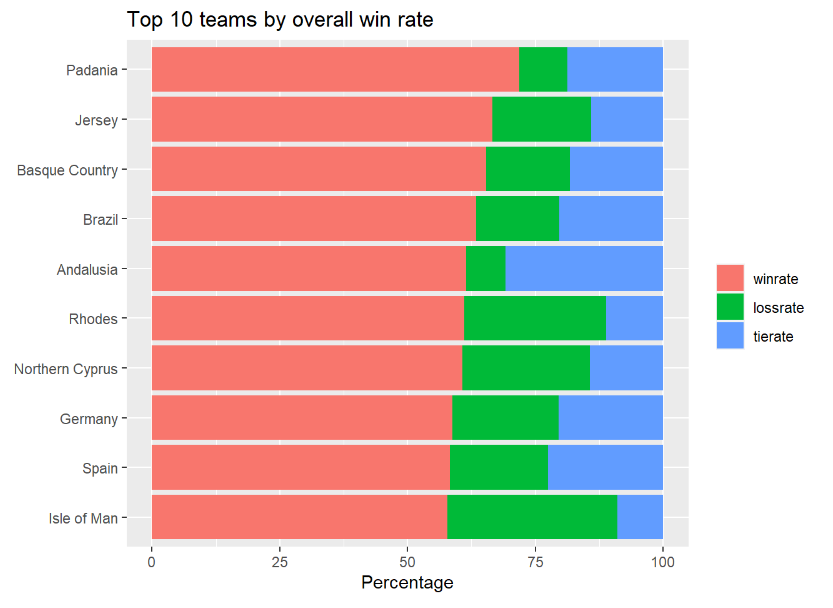 Top 10 teams by overall win rate
Padania
Jersey
Basque Country
Brazil
Andalusia
Rhodes
Northern Cyprus
Germany
Spain
Isle of Man
0
25
50
75
100
Percentage
winrate
lossrate
tierate